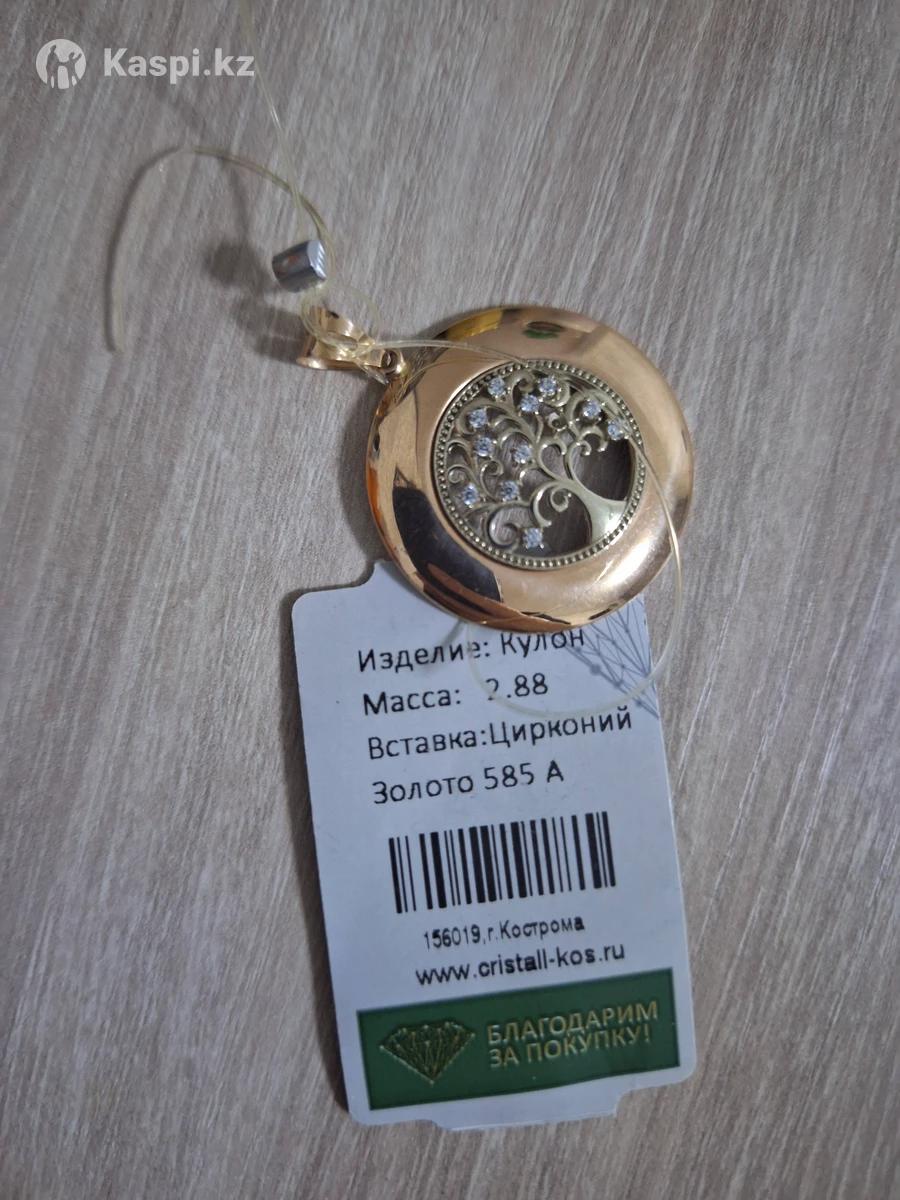 Kaspi.kz
Изделие: Кулон
Масса: 2.88
Вставка:Цирконий
Золото 585 А
156019,г.Кострома
www.cristall-kos.ru
БЛАГОДАРИМ
ЗА ПОКУПКУ!